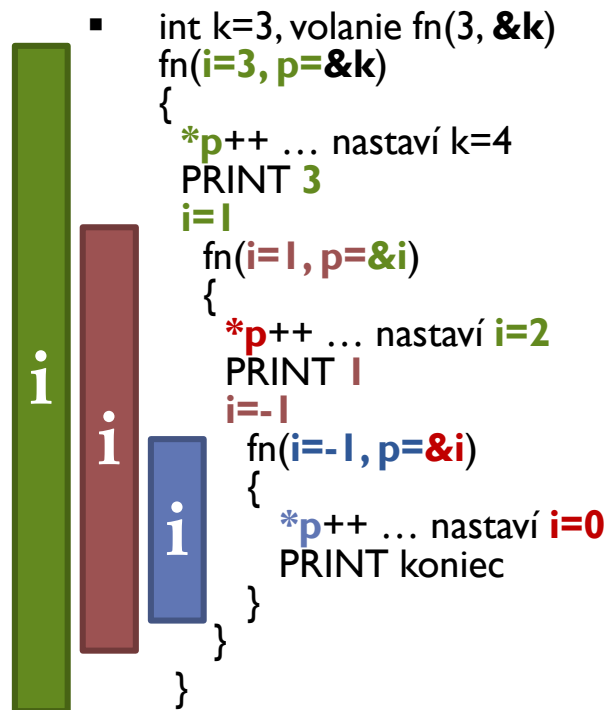 ▪ int k=3, volanie fn(3, &k)
fn(i=3, p=&k)
{
*p++ … nastaví k=4
PRINT 3
i=1
fn(i=1, p=&i)
{
*p++ … nastaví i=2
PRINT 1
i=-1
fn(i=-1, p=&i)
{
*p++ … nastaví i=0
PRINT koniec
}
}
}
i
i
i